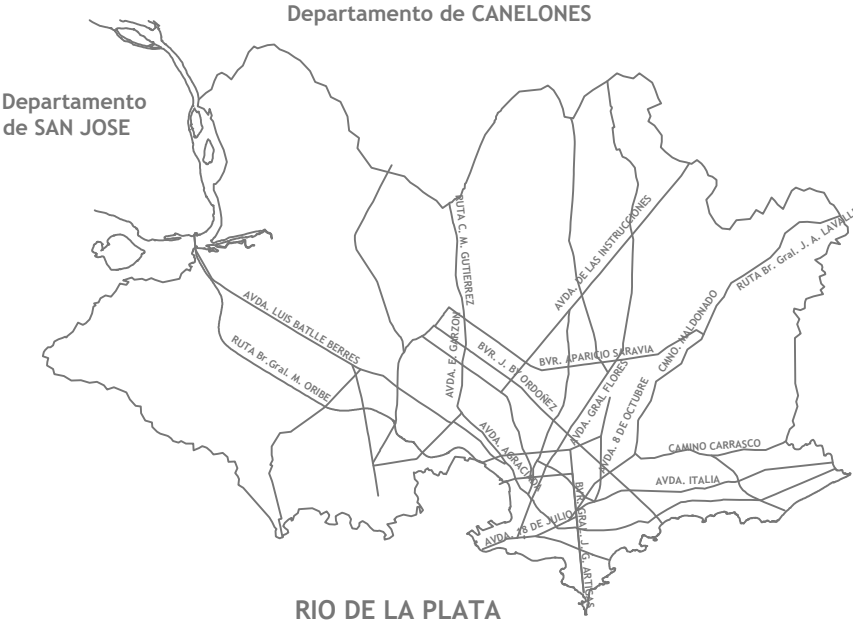 Departamento de CANELONES
Departamento
de SAN JOSE
RUTA C. M. GUTIERREZ
AVDA. DE LAS INSTRUCCIONES
RUTA Br. Gral. J. A. LAVALL
AVDA. LUIS BATLLE BERRES
RUTA Br.Gral. M. ORIBE
AVDA. E. GARZON
BVR. J. BY ORDOÑEZ
BVR. APARICIO SARAVIA
CMNO. MALDONADO
AVDA. GRAL FLORES
AVDA. 8 DE OCTUBRE
AVDA. AGRACIADA
CAMINO CARRASCO
AVDA. ITALIA
AVDA. 18 DE JULIO
BVR. GRAL. J. G. ARTIGAS
RIO DE LA PLATA